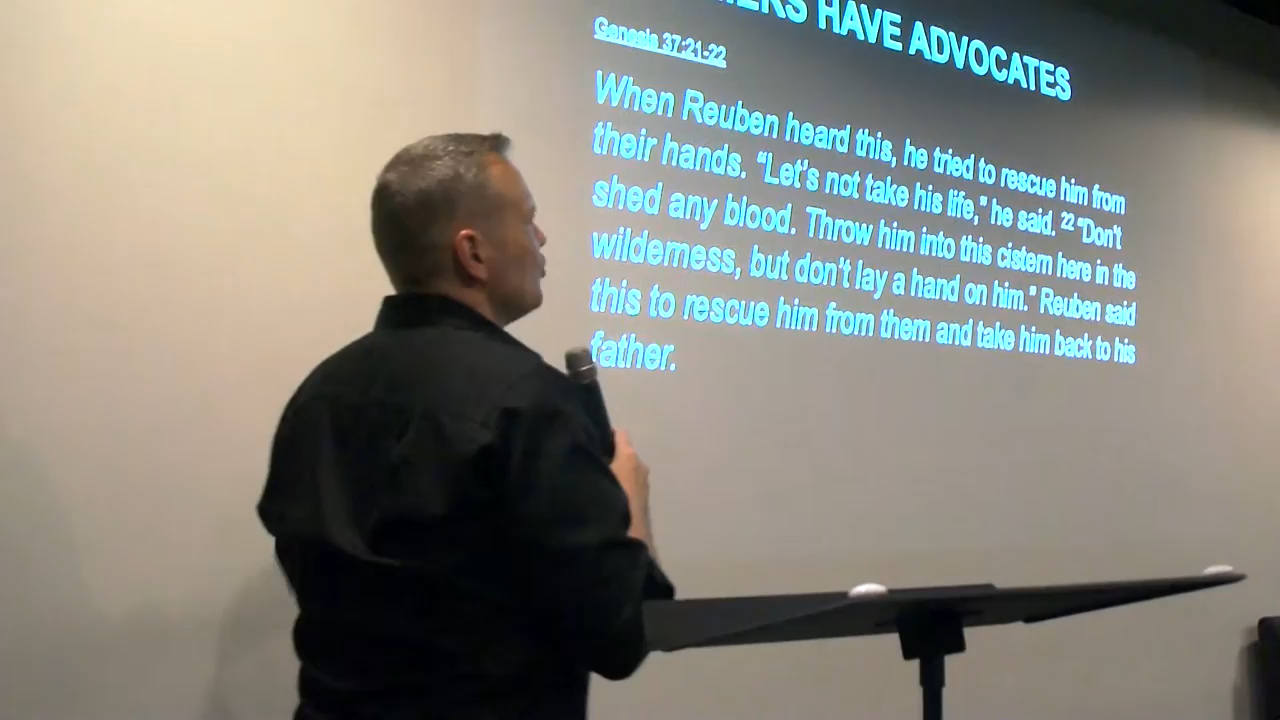 HAVE ADVOCATES
Genesis 37:21-22
When Reuben heard this, he tried to rescue him from
their hands. “Let’s not take his life,” he said. 22 “Don’t
shed any blood. Throw him into this cistern here in the
wilderness, but don’t lay a hand on him.” Reuben said
this to rescue him from them and take him back to his
father.